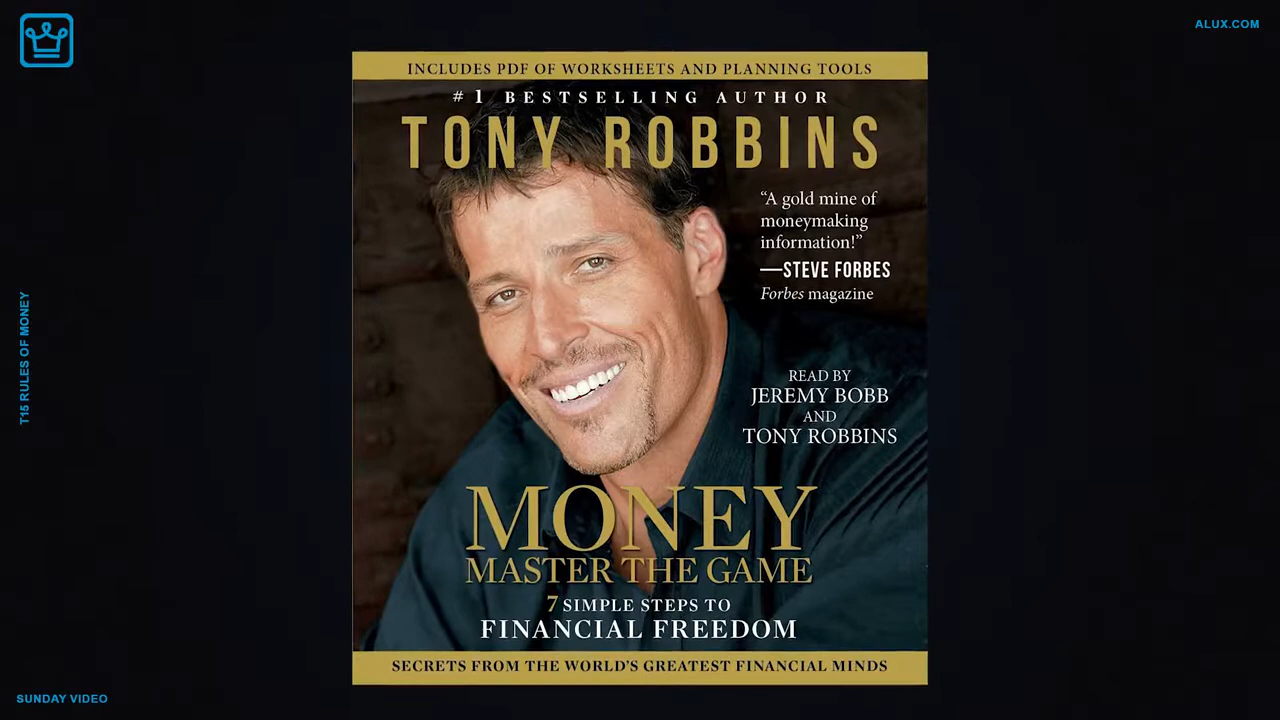 ALUX.COM
INCLUDES PDF OF WORKSHEETS AND PLANNING TOOLS
#1 BESTSELLING AUTHOR
TONY ROBBINS
“A gold mine of
moneymaking
information!”
—STEVE FORBES
Forbes magazine
T15 RULES OF MONEY
READ BY
JEREMY BOBB
AND
TONY ROBBINS
MONEY
MASTER THE GAME
7 SIMPLE STEPS TO
FINANCIAL FREEDOM
SECRETS FROM THE WORLD'S GREATEST FINANCIAL MINDS
SUNDAY VIDEO